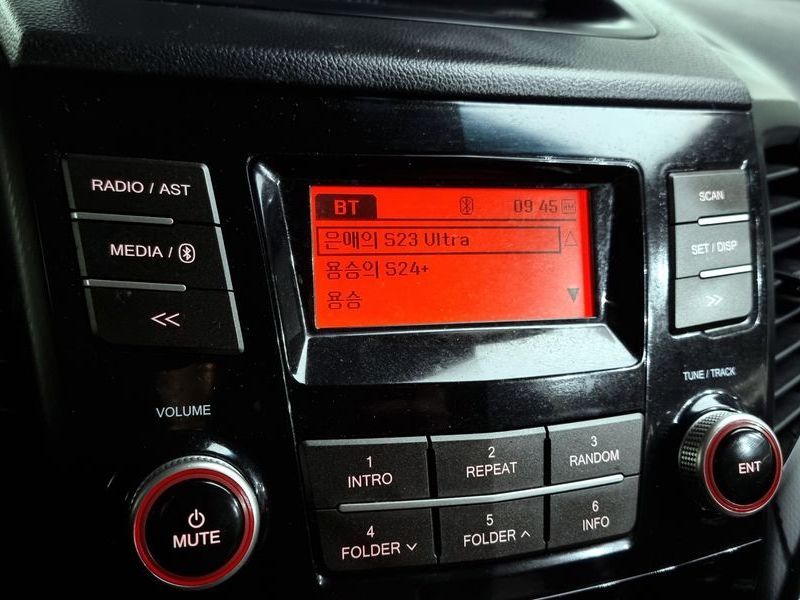 RADIO / AST
MEDIA /
VOLUME
MUTE
BT 09 45
은애의 S23 Ultra
용승의 S24+
용승
SCAN
SET / DISP
TUNE / TRACK
ENT
1 INTRO
2 REPEAT
3 RANDOM
4 FOLDER
5 FOLDER
6 INFO